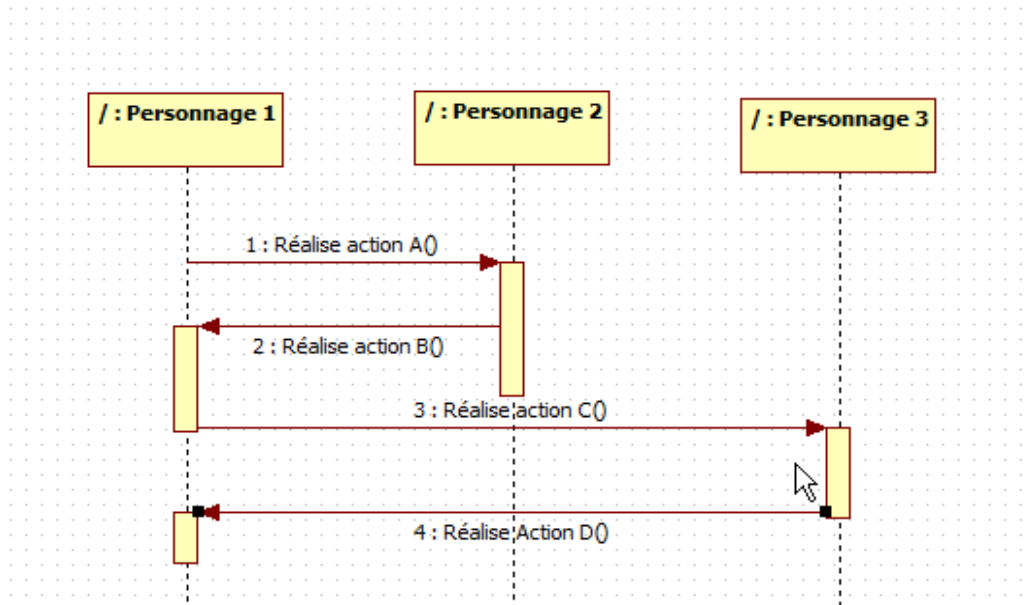 / : Personnage 1
/ : Personnage 2
/ : Personnage 3
1 : Réalise action A()
2 : Réalise action B()
3 : Réalise action C()
4 : Réalise Action D()